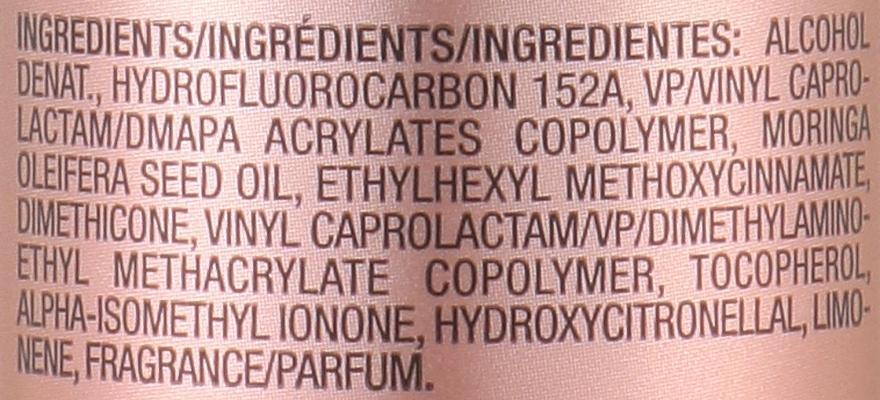 INGREDIENTS/INGRÉDIENTS/INGREDIENTES: ALCOHOL
DENAT., HYDROFLUOROCARBON 152A, VP/VINYL CAPRO-
LACTAM/DMAPA ACRYLATES COPOLYMER, MORINGA
OLEIFERA SEED OIL, ETHYLHEXYL METHOXYCINNAMATE,
DIMETHICONE, VINYL CAPROLACTAM/VP/DIMETHYLAMINO-
ETHYL METHACRYLATE COPOLYMER, TOCOPHEROL,
ALPHA-ISOMETHYL IONONE, HYDROXYCITRONELLAL, LIMO-
NENE, FRAGRANCE/PARFUM.